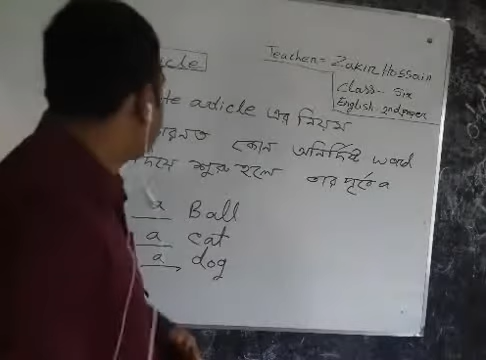 Teacher= Zakir Hossain
Class- Six
English 2nd paper
icle
te article এর নিয়ম
কোন অনির্দিষ্ট word
দিয়ে শুরু হলে তার পূর্বে a
a Ball
a cat
a dog